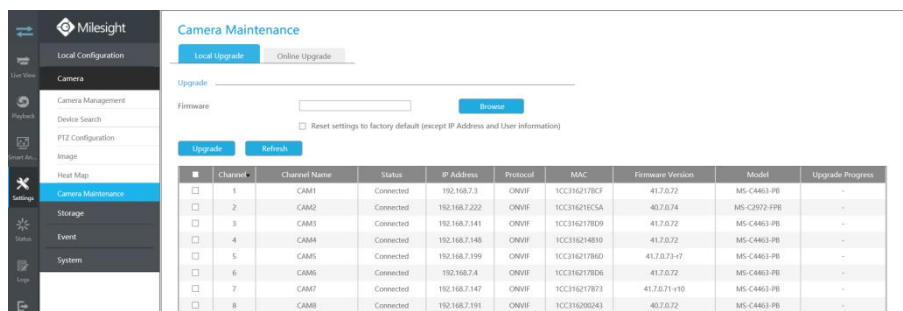 Milesight
Camera Maintenance
Local Configuration
Local Upgrade Online Upgrade
Live View
Camera
Upgrade
Camera Management
Firmware Browse
Playback
Device Search
Reset settings to factory default (except IP Address and User information)
PTZ Configuration
Upgrade Refresh
Smart An...
Image
Heat Map
Channel Channel Name Status IP Address Protocol MAC Firmware Version Model Upgrade Progress
Settings
Camera Maintenance
1 CAM1 Connected 192.168.7.3 ONVIF 1CC316217BCF 41.7.0.72 MS-C4463-PB -
Storage
2 CAM2 Connected 192.168.7.222 ONVIF 1CC31621EC5A 40.7.0.74 MS-C2972-FPB -
3 CAM3 Connected 192.168.7.141 ONVIF 1CC316217BD9 41.7.0.72 MS-C4463-PB -
Status
Event
4 CAM4 Connected 192.168.7.148 ONVIF 1CC316214B10 41.7.0.72 MS-C4463-PB -
System
5 CAM5 Connected 192.168.7.199 ONVIF 1CC316217B6D 41.7.0.73-r7 MS-C4463-PB -
6 CAM6 Connected 192.168.7.4 ONVIF 1CC316217BD6 41.7.0.72 MS-C4463-PB -
Logs
7 CAM7 Connected 192.168.7.147 ONVIF 1CC316217B73 41.7.0.71-r10 MS-C4463-PB -
8 CAM8 Connected 192.168.7.191 ONVIF 1CC316200243 40.7.0.72 MS-C4463-PB -